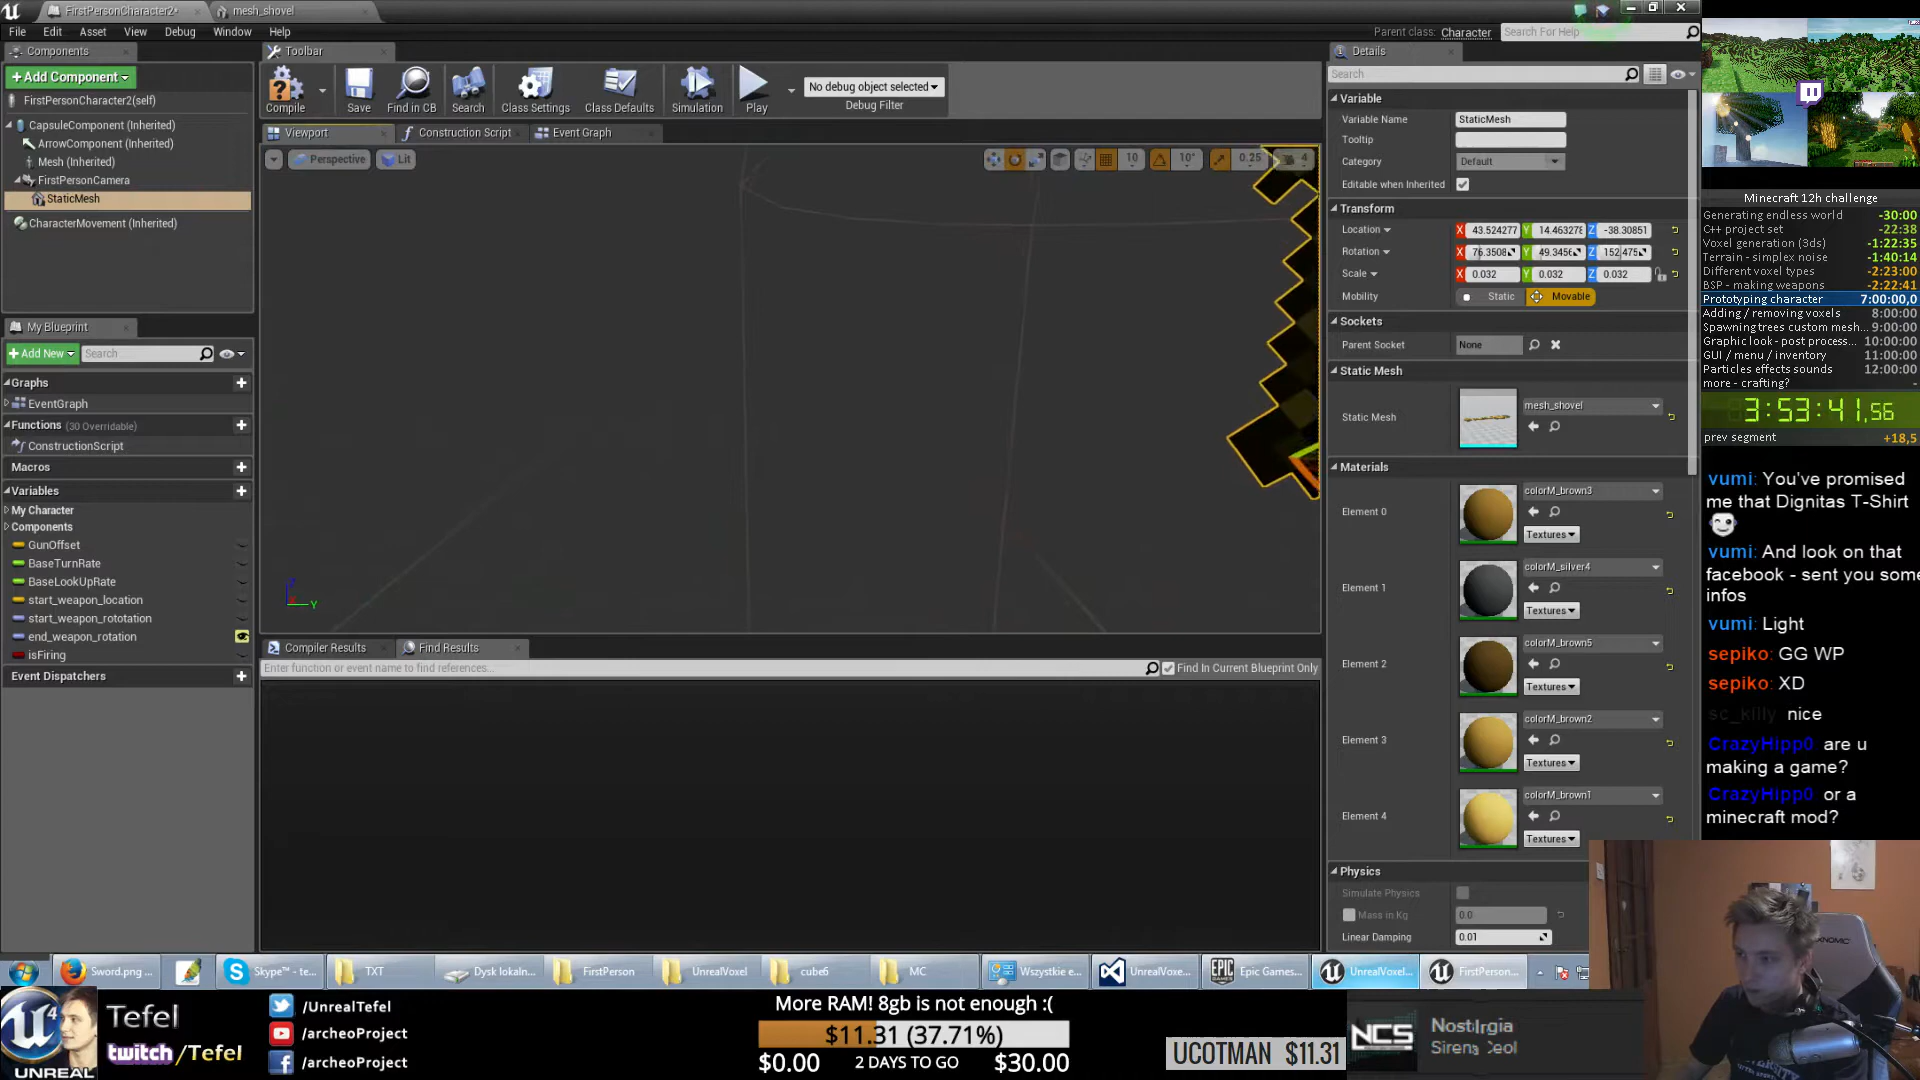 FirstPersonCharacter2*
mesh_shovel
File Edit Asset View Debug Window Help
Parent class: Character
Search For Help
Components
Add Component
FirstPersonCharacter2(self)
CapsuleComponent (Inherited)
ArrowComponent (Inherited)
Mesh (Inherited)
FirstPersonCamera
StaticMesh
CharacterMovement (Inherited)
Toolbar
Compile
Save
Find in CB
Search
Class Settings
Class Defaults
Simulation
Play
No debug object selected
Debug Filter
Viewport
Construction Script
Event Graph
Perspective
Lit
10
10°
0.25
4
My Blueprint
Add New
Search
Graphs
EventGraph
Functions (30 Overridable)
ConstructionScript
Macros
Variables
My Character
Components
GunOffset
BaseTurnRate
BaseLookUpRate
start_weapon_location
start_weapon_rototation
end_weapon_rotation
isFiring
Event Dispatchers
Compiler Results
Find Results
Enter function or event name to find references...
Find In Current Blueprint Only
Details
Search
Variable
Variable Name StaticMesh
Tooltip
Category Default
Editable when Inherited
Transform
Location X 43.524277 Y 14.463278 Z -38.30851
Rotation X 76.3508 Y 49.3456 Z 152.475
Scale X 0.032 Y 0.032 Z 0.032
Mobility Static Movable
Sockets
Parent Socket None
Static Mesh
Static Mesh mesh_shovel
Materials
Element 0 colorM_brown3
Textures
Element 1 colorM_silver4
Textures
Element 2 colorM_brown5
Textures
Element 3 colorM_brown2
Textures
Element 4 colorM_brown1
Textures
Physics
Simulate Physics
Mass in Kg 0.0
Linear Damping 0.01
Minecraft 12h challenge
Generating endless world -30:00
C++ project set -22:38
Voxel generation (3ds) -1:22:35
Terrain - simplex noise -1:40:14
Different voxel types -2:23:00
BSP - making weapons -2:22:41
Prototyping character 7:00:00,0
Adding / removing voxels 8:00:00
Spawning trees custom mesh... 9:00:00
Graphic look - post process... 10:00:00
GUI / menu / inventory 11:00:00
Particles effects sounds 12:00:00
more - crafting? -
3:53:41,56
prev segment +18,5
vumi: You've promised
me that Dignitas T-Shirt
vumi: And look on that
facebook - sent you some
infos
vumi: Light
sepiko: GG WP
sepiko: XD
sc_killy nice
CrazyHipp0 are u
making a game?
CrazyHipp0 or a
minecraft mod?
Sword.png ...
Skype™ - te...
TXT
Dysk lokaln...
FirstPerson
UnrealVoxel
cube6
MC
Wszystkie e...
UnrealVoxe...
Epic Games...
UnrealVoxel...
FirstPerson...
Tefel
twitch/Tefel
UNREAL
/UnrealTefel
/archeoProject
/archeoProject
More RAM! 8gb is not enough :(
$11.31 (37.71%)
$0.00 2 DAYS TO GO $30.00
UCOTMAN $11.31
NCS